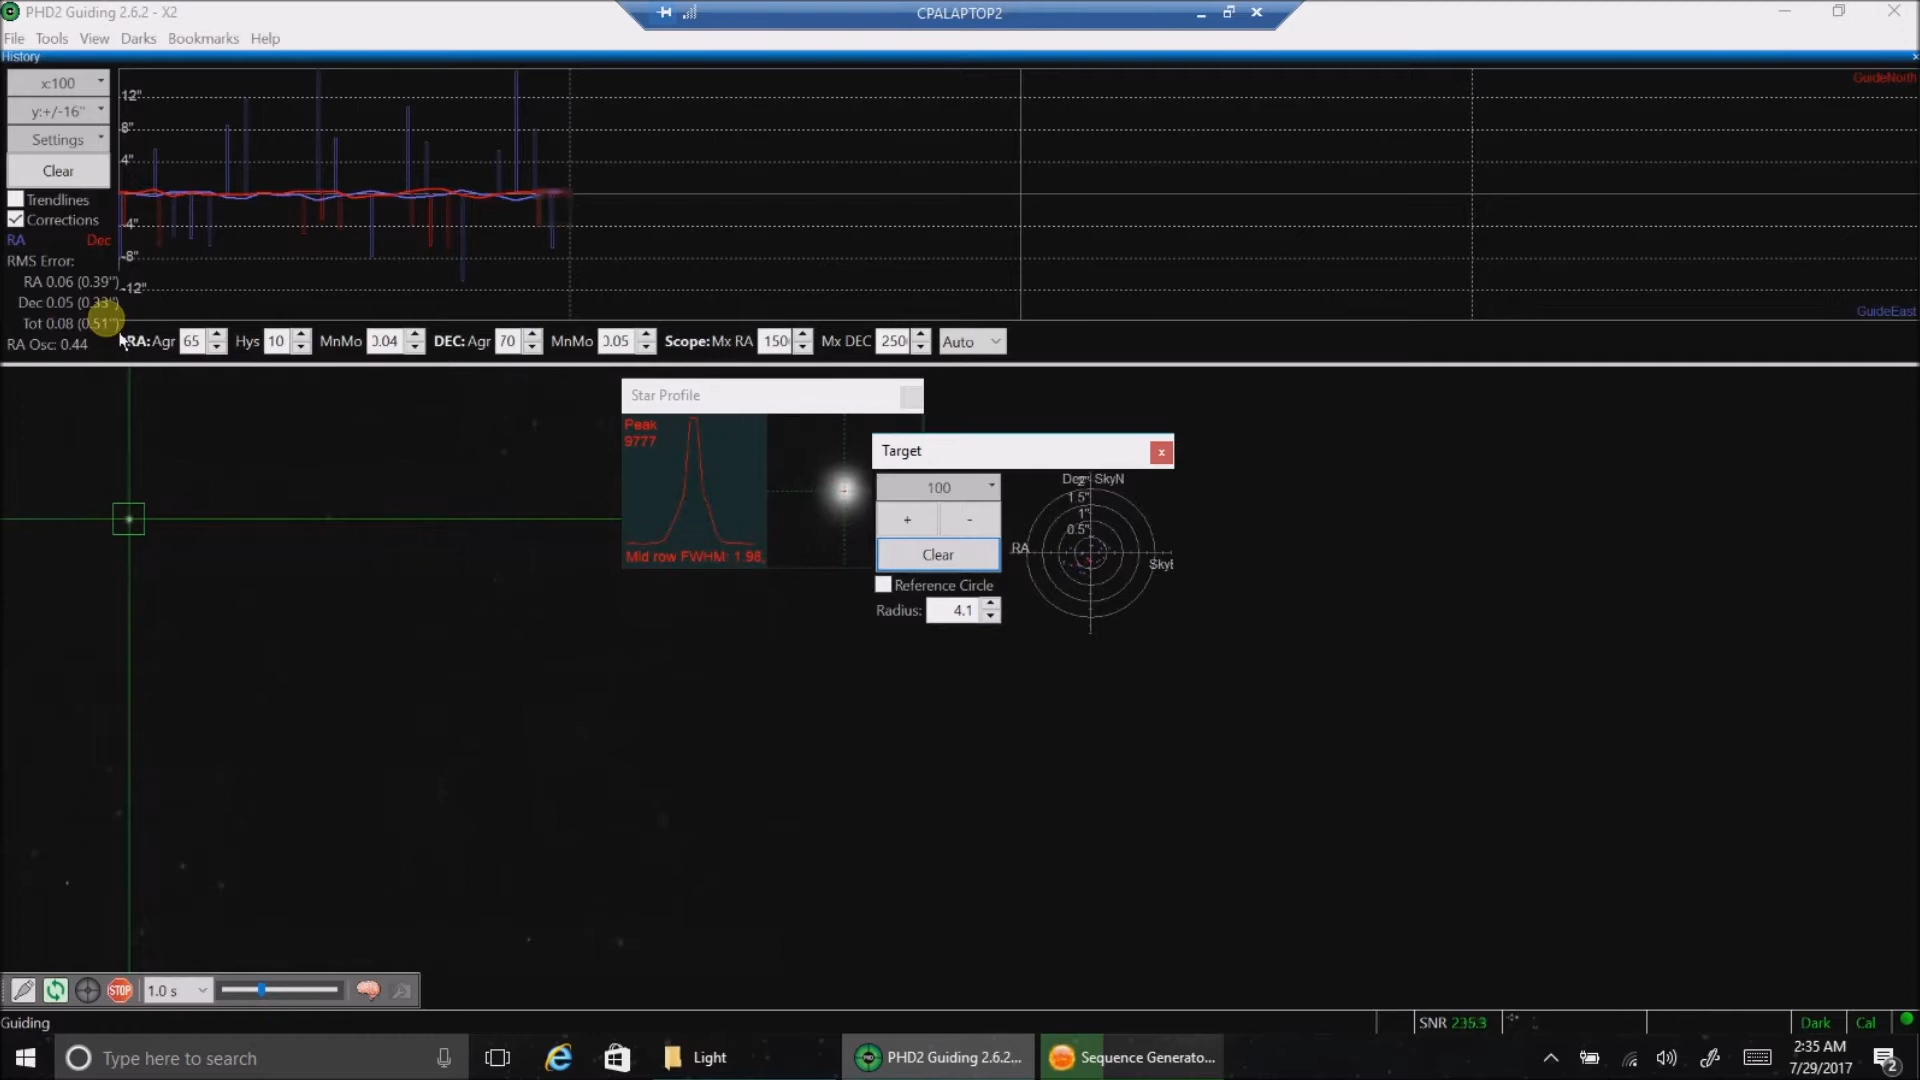 PHD2 Guiding 2.6.2 - X2
CPALAPTOP2
File Tools View Darks Bookmarks Help
History
x:100
y:+/-16"
Settings
Clear
Trendlines
Corrections
RA Dec
RMS Error:
RA 0.06 (0.39")
Dec 0.05 (0.33")
Tot 0.08 (0.51")
RA Osc: 0.44
12"
8"
4"
-4"
-8"
-12"
GuideNorth
GuideEast
RA: Agr 65 Hys 10 MnMo 0.04 DEC: Agr 70 MnMo 0.05 Scope: Mx RA 150 Mx DEC 250 Auto
Star Profile
Peak
9777
Mid row FWHM: 1.98,
Target
100
+ -
Clear
Reference Circle
Radius: 4.1
SkyN
2"
1.5"
1"
0.5"
RA
SkyE
STOP
1.0 s
Guiding
SNR 235.3
Dark Cal
Type here to search
Light
PHD2 Guiding 2.6.2...
Sequence Generato...
2:35 AM
7/29/2017
2